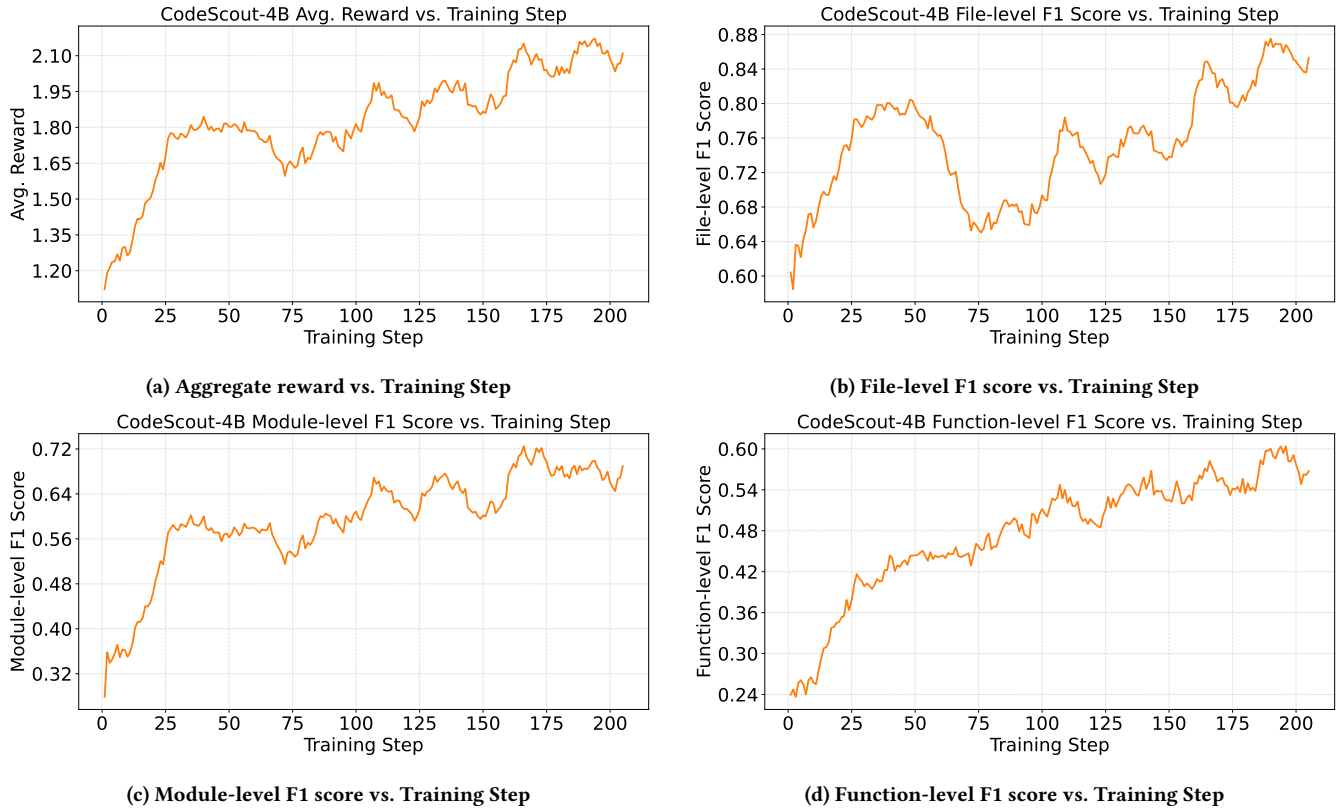 CodeScout-4B Avg. Reward vs. Training Step
2.10
1.95
1.80
1.65
1.50
1.35
1.20
Avg. Reward
0 25 50 75 100 125 150 175 200
Training Step
(a) Aggregate reward vs. Training Step
CodeScout-4B File-level F1 Score vs. Training Step
0.88
0.84
0.80
0.76
0.72
0.68
0.64
0.60
File-level F1 Score
0 25 50 75 100 125 150 175 200
Training Step
(b) File-level F1 score vs. Training Step
CodeScout-4B Module-level F1 Score vs. Training Step
0.72
0.64
0.56
0.48
0.40
0.32
Module-level F1 Score
0 25 50 75 100 125 150 175 200
Training Step
(c) Module-level F1 score vs. Training Step
CodeScout-4B Function-level F1 Score vs. Training Step
0.60
0.54
0.48
0.42
0.36
0.30
0.24
Function-level F1 Score
0 25 50 75 100 125 150 175 200
Training Step
(d) Function-level F1 score vs. Training Step